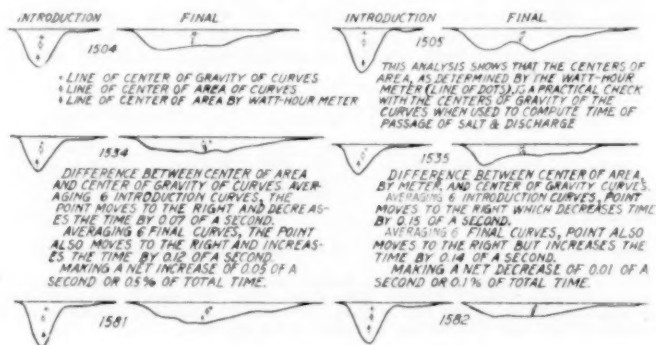 INTRODUCTION FINAL
1504
LINE OF CENTER OF GRAVITY OF CURVES
LINE OF CENTER OF AREA OF CURVES
LINE OF CENTER OF AREA BY WATT-HOUR METER
INTRODUCTION FINAL
1505
THIS ANALYSIS SHOWS THAT THE CENTERS OF
AREA, AS DETERMINED BY THE WATT-HOUR
METER (LINE OF DOTS), IS A PRACTICAL CHECK
WITH THE CENTERS OF GRAVITY OF THE
CURVES WHEN USED TO COMPUTE TIME OF
PASSAGE OF SALT & DISCHARGE
1534
DIFFERENCE BETWEEN CENTER OF AREA
AND CENTER OF GRAVITY OF CURVES AVER-
AGING 6 INTRODUCTION CURVES, THE
POINT MOVES TO THE RIGHT AND DECREAS-
ES THE TIME BY 0.07 OF A SECOND.
AVERAGING 6 FINAL CURVES, THE POINT
ALSO MOVES TO THE RIGHT AND INCREAS-
ES THE TIME BY 0.12 OF A SECOND.
MAKING A NET INCREASE OF 0.05 OF A
SECOND OR 0.5% OF TOTAL TIME.
1535
DIFFERENCE BETWEEN CENTER OF AREA,
BY METER, AND CENTER OF GRAVITY CURVES.
AVERAGING 6 INTRODUCTION CURVES, POINT
MOVES TO THE RIGHT WHICH DECREASES TIME
BY 0.15 OF A SECOND.
AVERAGING 6 FINAL CURVES, POINT ALSO
MOVES TO THE RIGHT BUT INCREASES THE
TIME BY 0.14 OF A SECOND.
MAKING A NET DECREASE OF 0.01 OF A
SECOND OR 0.1% OF TOTAL TIME.
1581
1582